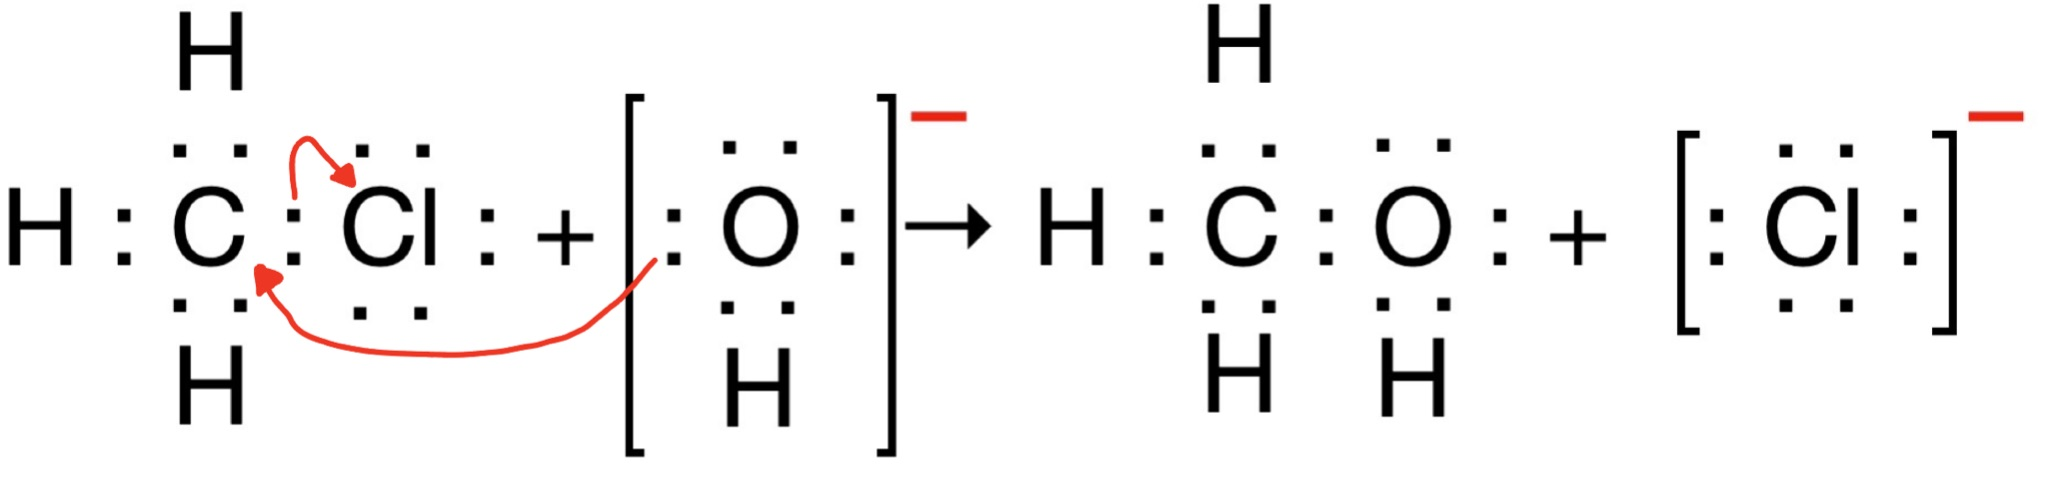 H H
H : C : Cl : + [ : O : ]⁻ → H : C : O : + [ : Cl : ]⁻
H H H H